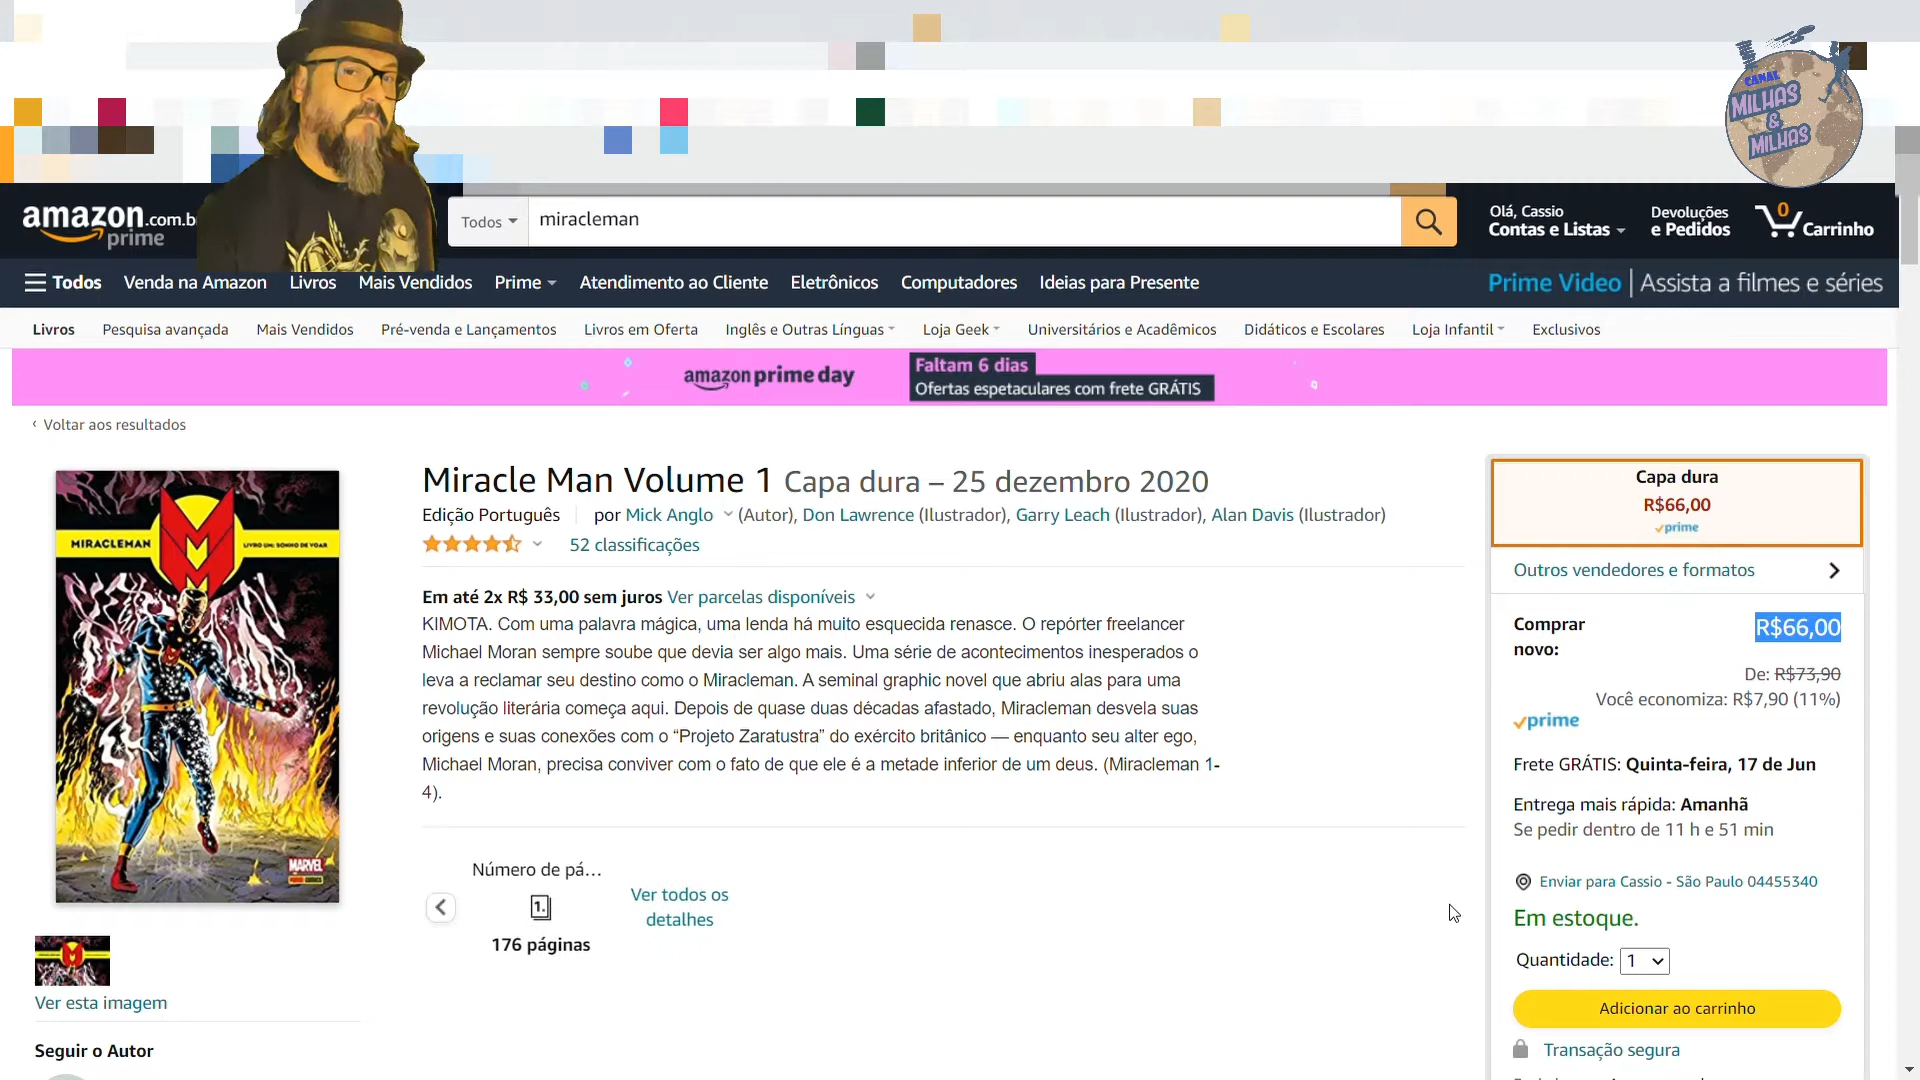 CANAL
MILHAS
&
MILHAS
amazon.com.b
prime
Todos
miracleman
Olá, Cassio
Contas e Listas
Devoluções
e Pedidos
0
Carrinho
Todos
Venda na Amazon
Livros
Mais Vendidos
Prime
Atendimento ao Cliente
Eletrônicos
Computadores
Ideias para Presente
Prime Video | Assista a filmes e séries
Livros
Pesquisa avançada
Mais Vendidos
Pré-venda e Lançamentos
Livros em Oferta
Inglês e Outras Línguas
Loja Geek
Universitários e Acadêmicos
Didáticos e Escolares
Loja Infantil
Exclusivos
amazon prime day
Faltam 6 dias
Ofertas espetaculares com frete GRÁTIS
‹ Voltar aos resultados
MIRACLEMAN
LIVRO UM: SONHO DE VOAR
MARVEL
Ver esta imagem
Seguir o Autor
Miracle Man Volume 1 Capa dura – 25 dezembro 2020
Edição Português | por Mick Anglo (Autor), Don Lawrence (Ilustrador), Garry Leach (Ilustrador), Alan Davis (Ilustrador)
52 classificações
Em até 2x R$ 33,00 sem juros Ver parcelas disponíveis
KIMOTA. Com uma palavra mágica, uma lenda há muito esquecida renasce. O repórter freelancer
Michael Moran sempre soube que devia ser algo mais. Uma série de acontecimentos inesperados o
leva a reclamar seu destino como o Miracleman. A seminal graphic novel que abriu alas para uma
revolução literária começa aqui. Depois de quase duas décadas afastado, Miracleman desvela suas
origens e suas conexões com o “Projeto Zaratustra” do exército britânico — enquanto seu alter ego,
Michael Moran, precisa conviver com o fato de que ele é a metade inferior de um deus. (Miracleman 1-
4).
Número de pá…
1.
176 páginas
Ver todos os
detalhes
Capa dura
R$66,00
prime
Outros vendedores e formatos
Comprar
novo:
R$66,00
De: R$73,90
Você economiza: R$7,90 (11%)
prime
Frete GRÁTIS: Quinta-feira, 17 de Jun
Entrega mais rápida: Amanhã
Se pedir dentro de 11 h e 51 min
Enviar para Cassio - São Paulo 04455340
Em estoque.
Quantidade: 1
Adicionar ao carrinho
Transação segura